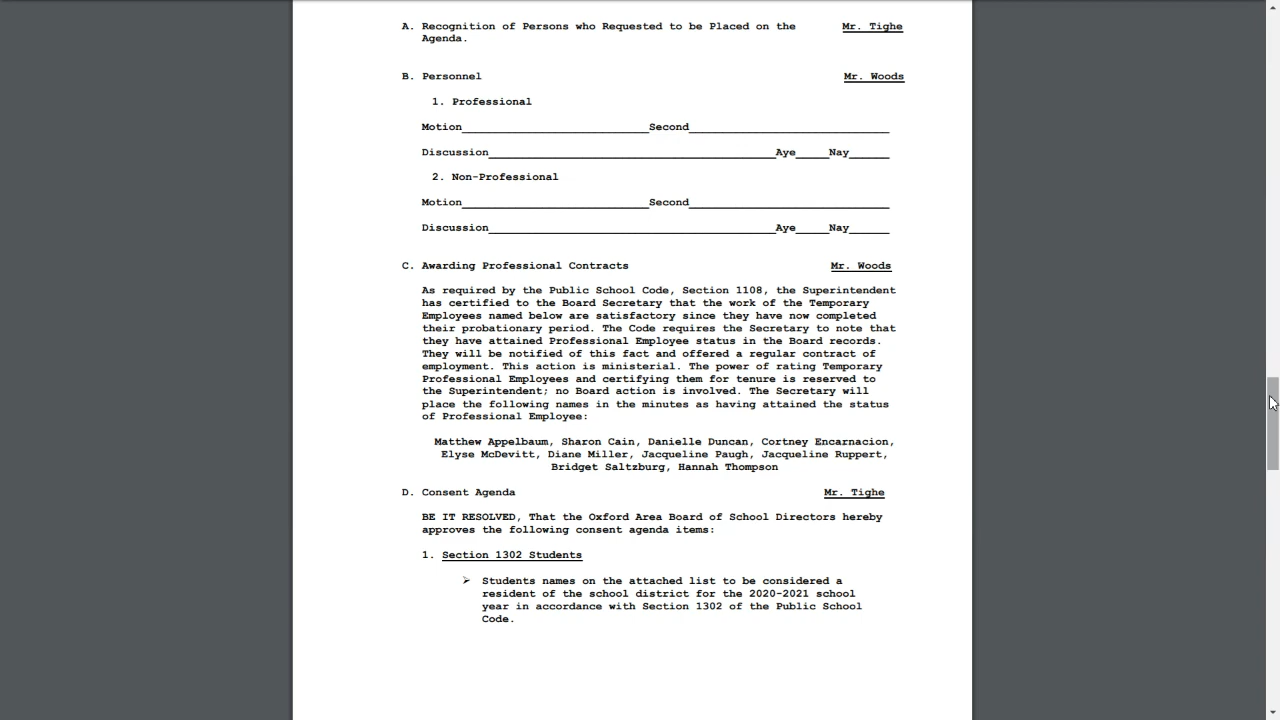 A. Recognition of Persons who Requested to be Placed on the Mr. Tighe
Agenda.
B. Personnel Mr. Woods
1. Professional
Motion____________________________Second______________________________
Discussion___________________________________________Aye_____Nay______
2. Non-Professional
Motion____________________________Second______________________________
Discussion___________________________________________Aye_____Nay______
C. Awarding Professional Contracts Mr. Woods
As required by the Public School Code, Section 1108, the Superintendent
has certified to the Board Secretary that the work of the Temporary
Employees named below are satisfactory since they have now completed
their probationary period. The Code requires the Secretary to note that
they have attained Professional Employee status in the Board records.
They will be notified of this fact and offered a regular contract of
employment. This action is ministerial. The power of rating Temporary
Professional Employees and certifying them for tenure is reserved to
the Superintendent; no Board action is involved. The Secretary will
place the following names in the minutes as having attained the status
of Professional Employee:
Matthew Appelbaum, Sharon Cain, Danielle Duncan, Cortney Encarnacion,
Elyse McDevitt, Diane Miller, Jacqueline Paugh, Jacqueline Ruppert,
Bridget Saltzburg, Hannah Thompson
D. Consent Agenda Mr. Tighe
BE IT RESOLVED, That the Oxford Area Board of School Directors hereby
approves the following consent agenda items:
1. Section 1302 Students
➢ Students names on the attached list to be considered a
resident of the school district for the 2020-2021 school
year in accordance with Section 1302 of the Public School
Code.